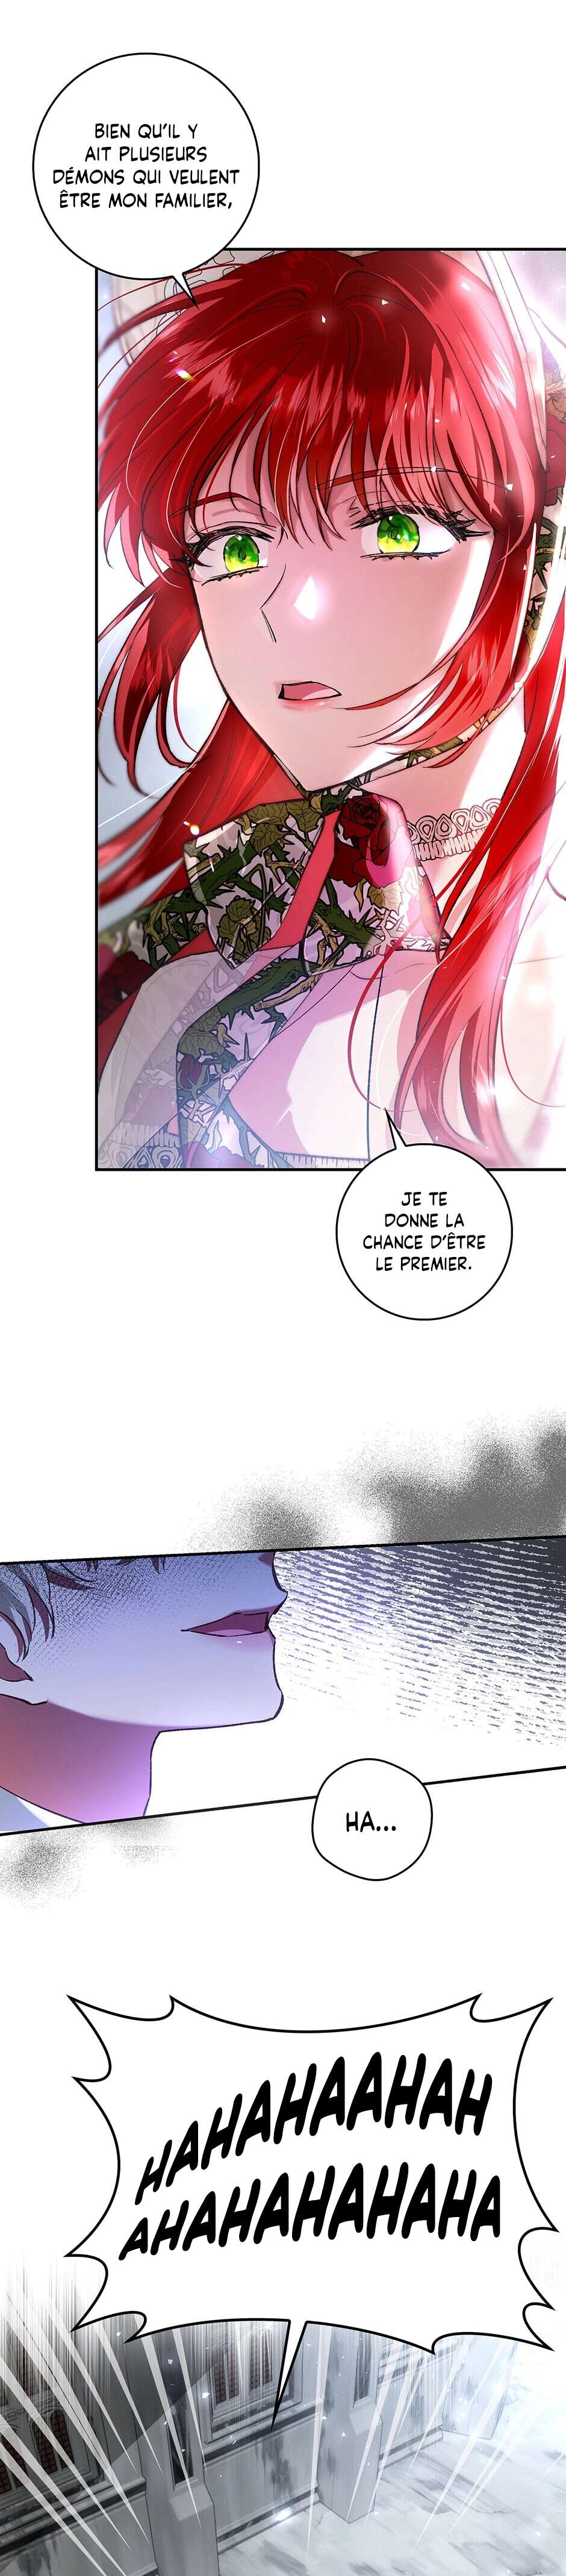 BIEN QU'IL Y
AIT PLUSIEURS
DÉMONS QUI VEULENT
ÊTRE MON FAMILIER,
JE TE
DONNE LA
CHANCE D'ÊTRE
LE PREMIER.
HA...
HAHAHAAHAH
AHAHAHAHAHA